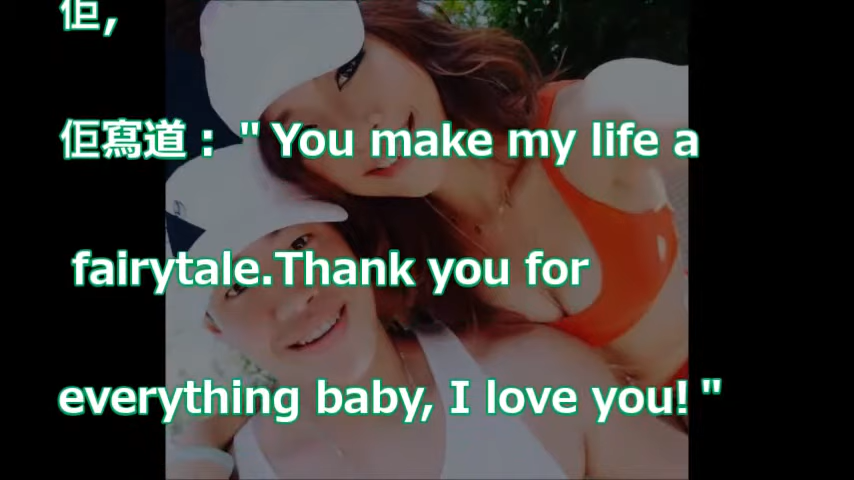 佢,
佢寫道："You make my life a
fairytale.Thank you for
everything baby, I love you!"